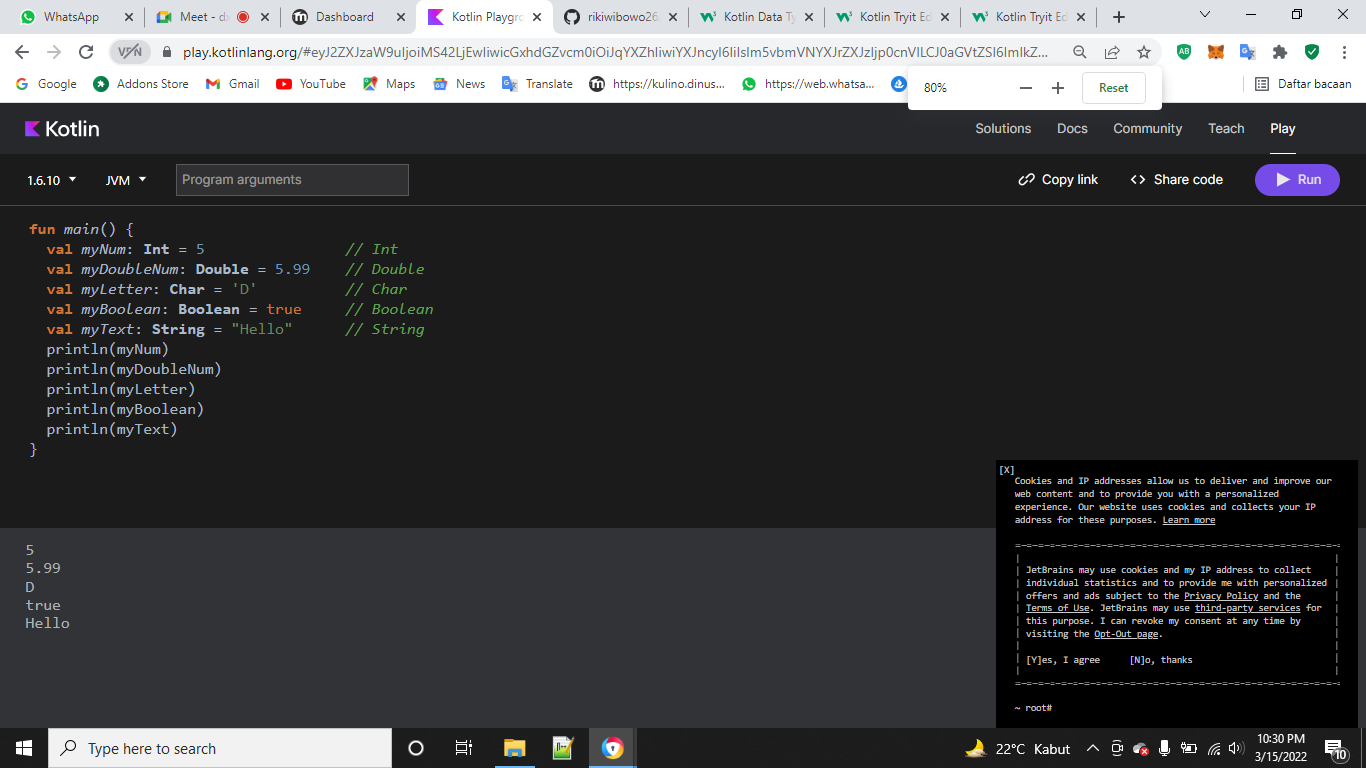 WhatsApp
Meet - dx
Dashboard
Kotlin Playgro
rikiwibowo26
Kotlin Data Ty
Kotlin Tryit Ed
Kotlin Tryit Ed
VPN
play.kotlinlang.org/
80%
Reset
Google
Addons Store
Gmail
YouTube
Maps
News
Translate
https://kulino.dinus...
https://web.whatsa...
Daftar bacaan
Kotlin
Solutions
Docs
Community
Teach
Play
1.6.10
JVM
Program arguments
Copy link
<> Share code
Run
fun main() {
val myNum: Int = 5 // Int
val myDoubleNum: Double = 5.99 // Double
val myLetter: Char = 'D' // Char
val myBoolean: Boolean = true // Boolean
val myText: String = "Hello" // String
println(myNum)
println(myDoubleNum)
println(myLetter)
println(myBoolean)
println(myText)
}
5
5.99
D
true
Hello
[X]
Cookies and IP addresses allow us to deliver and improve our
web content and to provide you with a personalized
experience. Our website uses cookies and collects your IP
address for these purposes. Learn more
JetBrains may use cookies and my IP address to collect
individual statistics and to provide me with personalized
offers and ads subject to the Privacy Policy and the
Terms of Use. JetBrains may use third-party services for
this purpose. I can revoke my consent at any time by
visiting the Opt-Out page.
[Y]es, I agree [N]o, thanks
~ root#
Type here to search
22°C Kabut
10:30 PM
3/15/2022
10